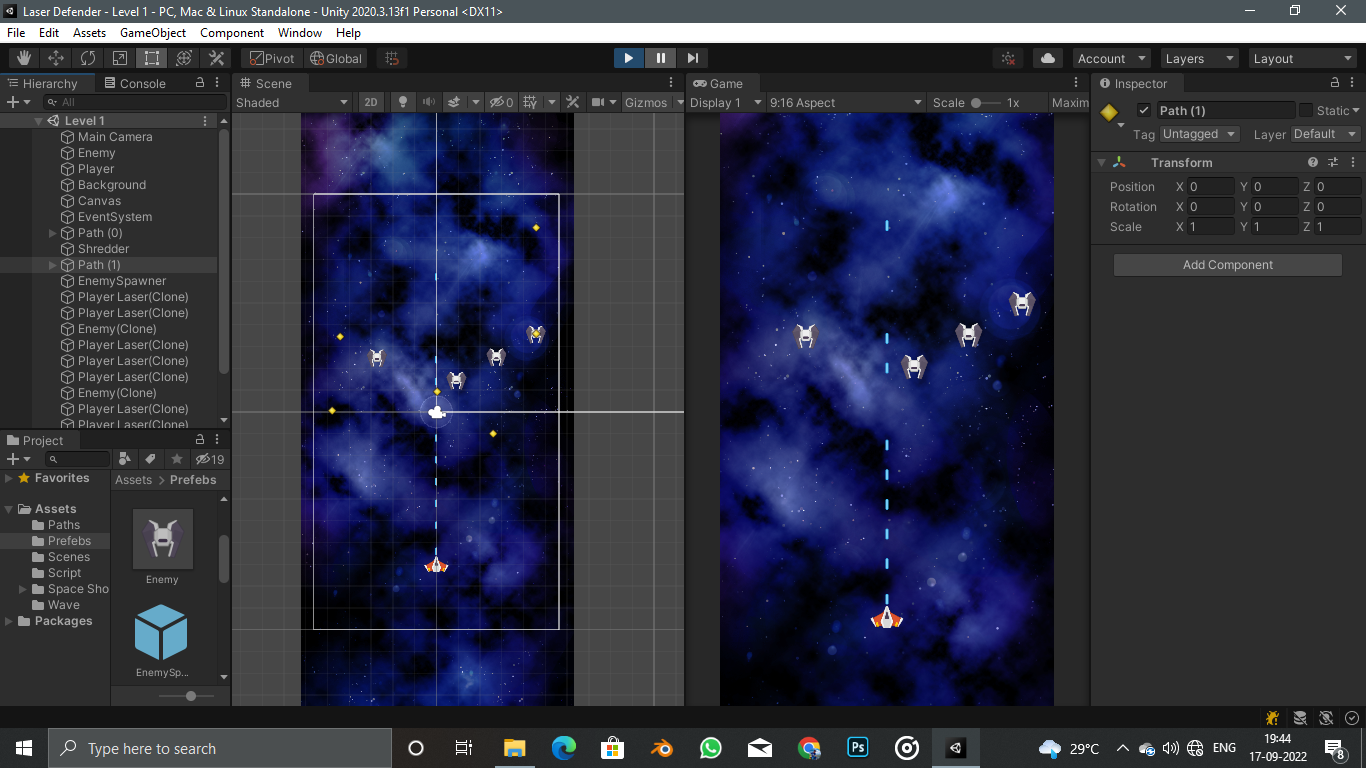 Laser Defender - Level 1 - PC, Mac & Linux Standalone - Unity 2020.3.13f1 Personal <DX11>
File Edit Assets GameObject Component Window Help
Pivot Global Account Layers Layout
Hierarchy Console
All
Level 1
Main Camera
Enemy
Player
Background
Canvas
EventSystem
Path (0)
Shredder
Path (1)
EnemySpawner
Player Laser(Clone)
Player Laser(Clone)
Enemy(Clone)
Player Laser(Clone)
Player Laser(Clone)
Player Laser(Clone)
Enemy(Clone)
Player Laser(Clone)
Player Laser(Clone)
Scene
Shaded 2D 0 Gizmos
Game
Display 1 9:16 Aspect Scale 1x Maxim
Inspector
Path (1) Static
Tag Untagged Layer Default
Transform
Position X 0 Y 0 Z 0
Rotation X 0 Y 0 Z 0
Scale X 1 Y 1 Z 1
Add Component
Project
19
Favorites
Assets
Paths
Prefebs
Scenes
Script
Space Sho
Wave
Packages
Assets > Prefebs
Enemy
EnemySp...
Type here to search
Ps
29°C
ENG
19:44
17-09-2022
8